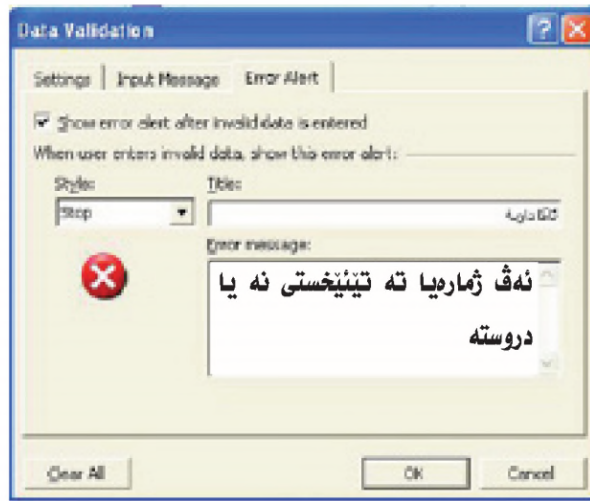 Data Validation
Settings
Input Message
Error Alert
Show error alert after invalid data is entered
When user enters invalid data, show this error alert:
Style:
Title:
Stop
Error message:
ئەڤ ژمارەیا تە تێئێخستی نە یا
دروستە
Clear All
OK
Cancel